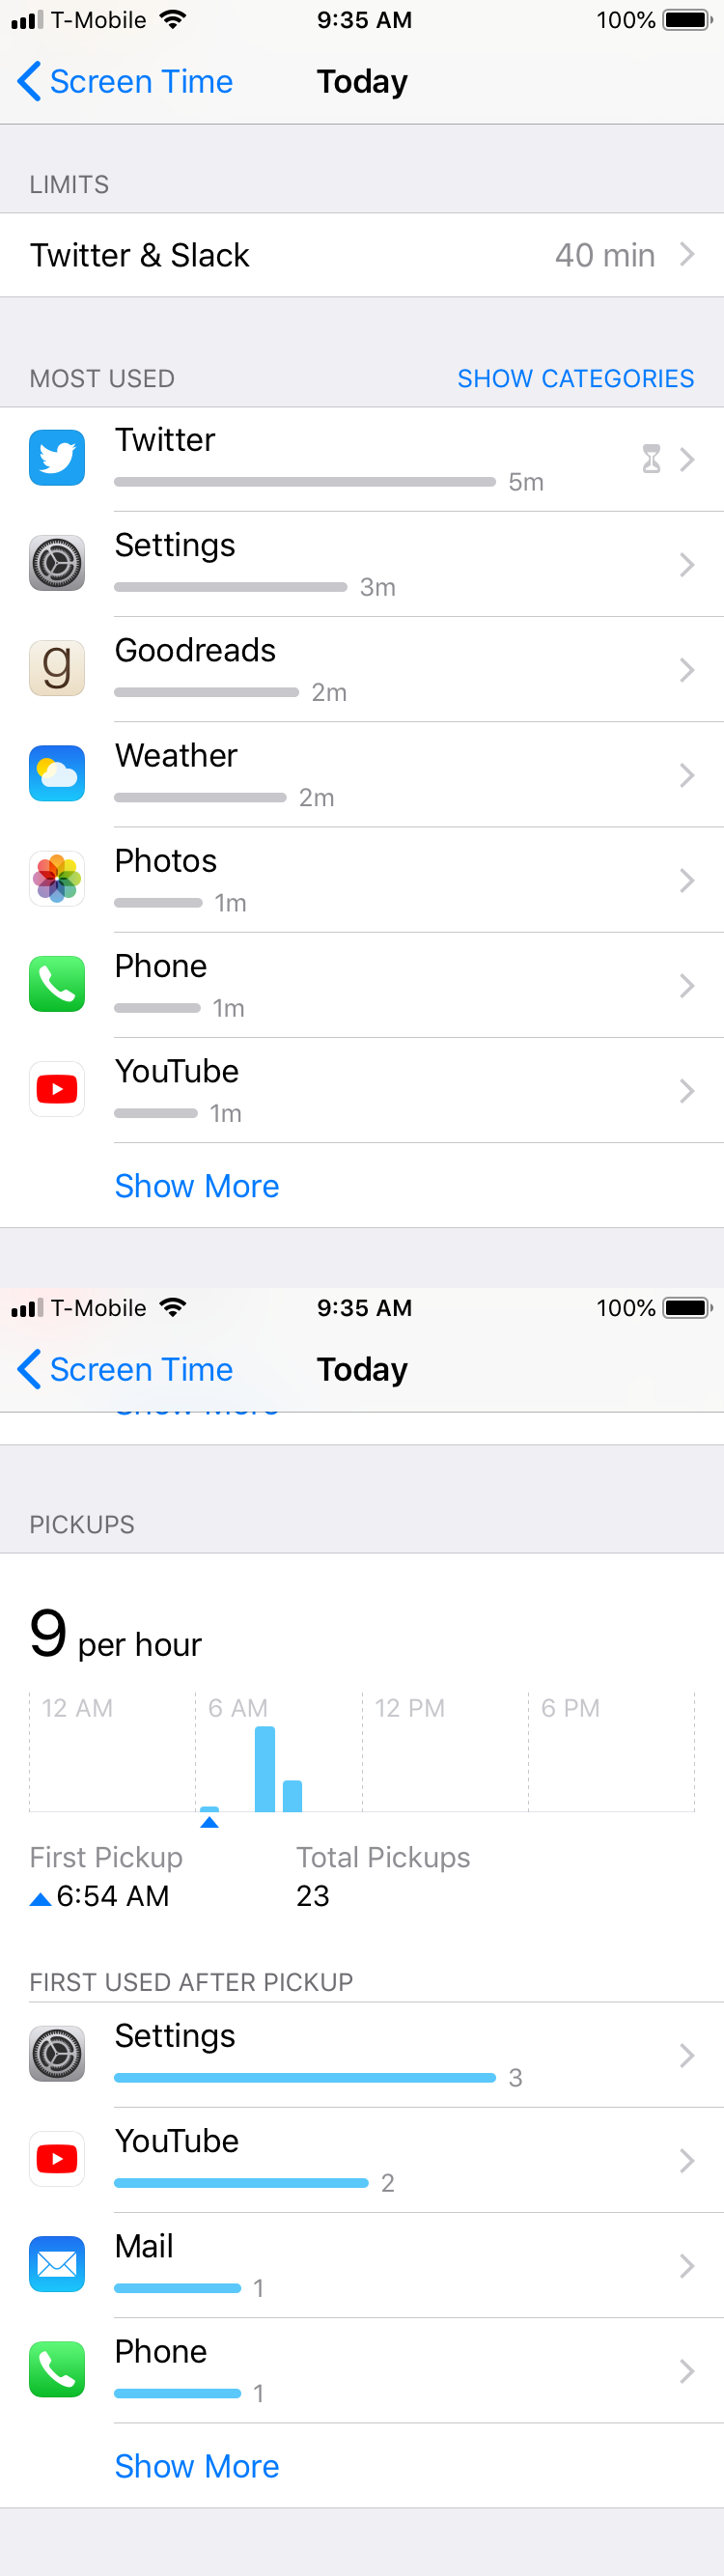 T-Mobile 9:35 AM 100%
Screen Time Today
LIMITS
Twitter & Slack 40 min
MOST USED SHOW CATEGORIES
Twitter
5m
Settings
3m
g
Goodreads
2m
Weather
2m
Photos
1m
Phone
1m
YouTube
1m
Show More
T-Mobile 9:35 AM 100%
Screen Time Today
Show More
PICKUPS
9 per hour
12 AM 6 AM 12 PM 6 PM
First Pickup Total Pickups
6:54 AM 23
FIRST USED AFTER PICKUP
Settings
3
YouTube
2
Mail
1
Phone
1
Show More